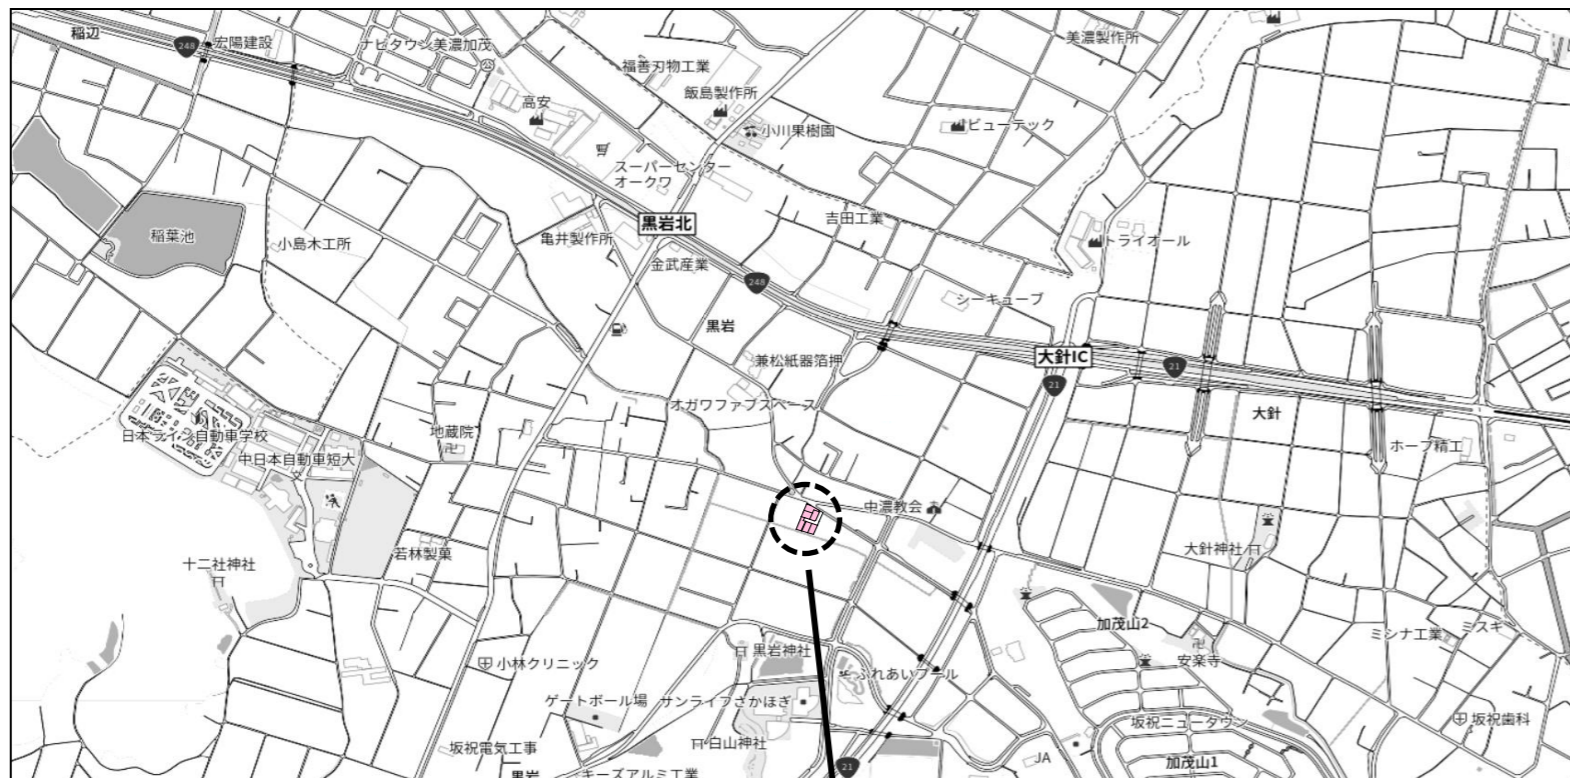 稲辺
248
宏陽建設
ナビタウン美濃加茂
福善刃物工業
美濃製作所
飯島製作所
高安
小川果樹園
ビューテック
スーパーセンター
オークワ
稲葉池
小島木工所
亀井製作所
黒岩北
吉田工業
トライオール
金武産業
248
シーキューブ
黒岩
兼松紙器箔押
大針IC
21
21
オガワファブスペース
大針
日本ライン自動車学校
地蔵院
ホープ精工
中日本自動車短大
中濃教会
若林製菓
大針神社
十二社神社
加茂山2
ミスギ
ミシナ工業
黒岩神社
安楽寺
小林クリニック
ふれあいプール
ゲートボール場
サンライフさかほぎ
坂祝ニュータウン
坂祝歯科
坂祝電気工事
白山神社
JA
加茂山1
21
黒岩
キーズアルミ工業